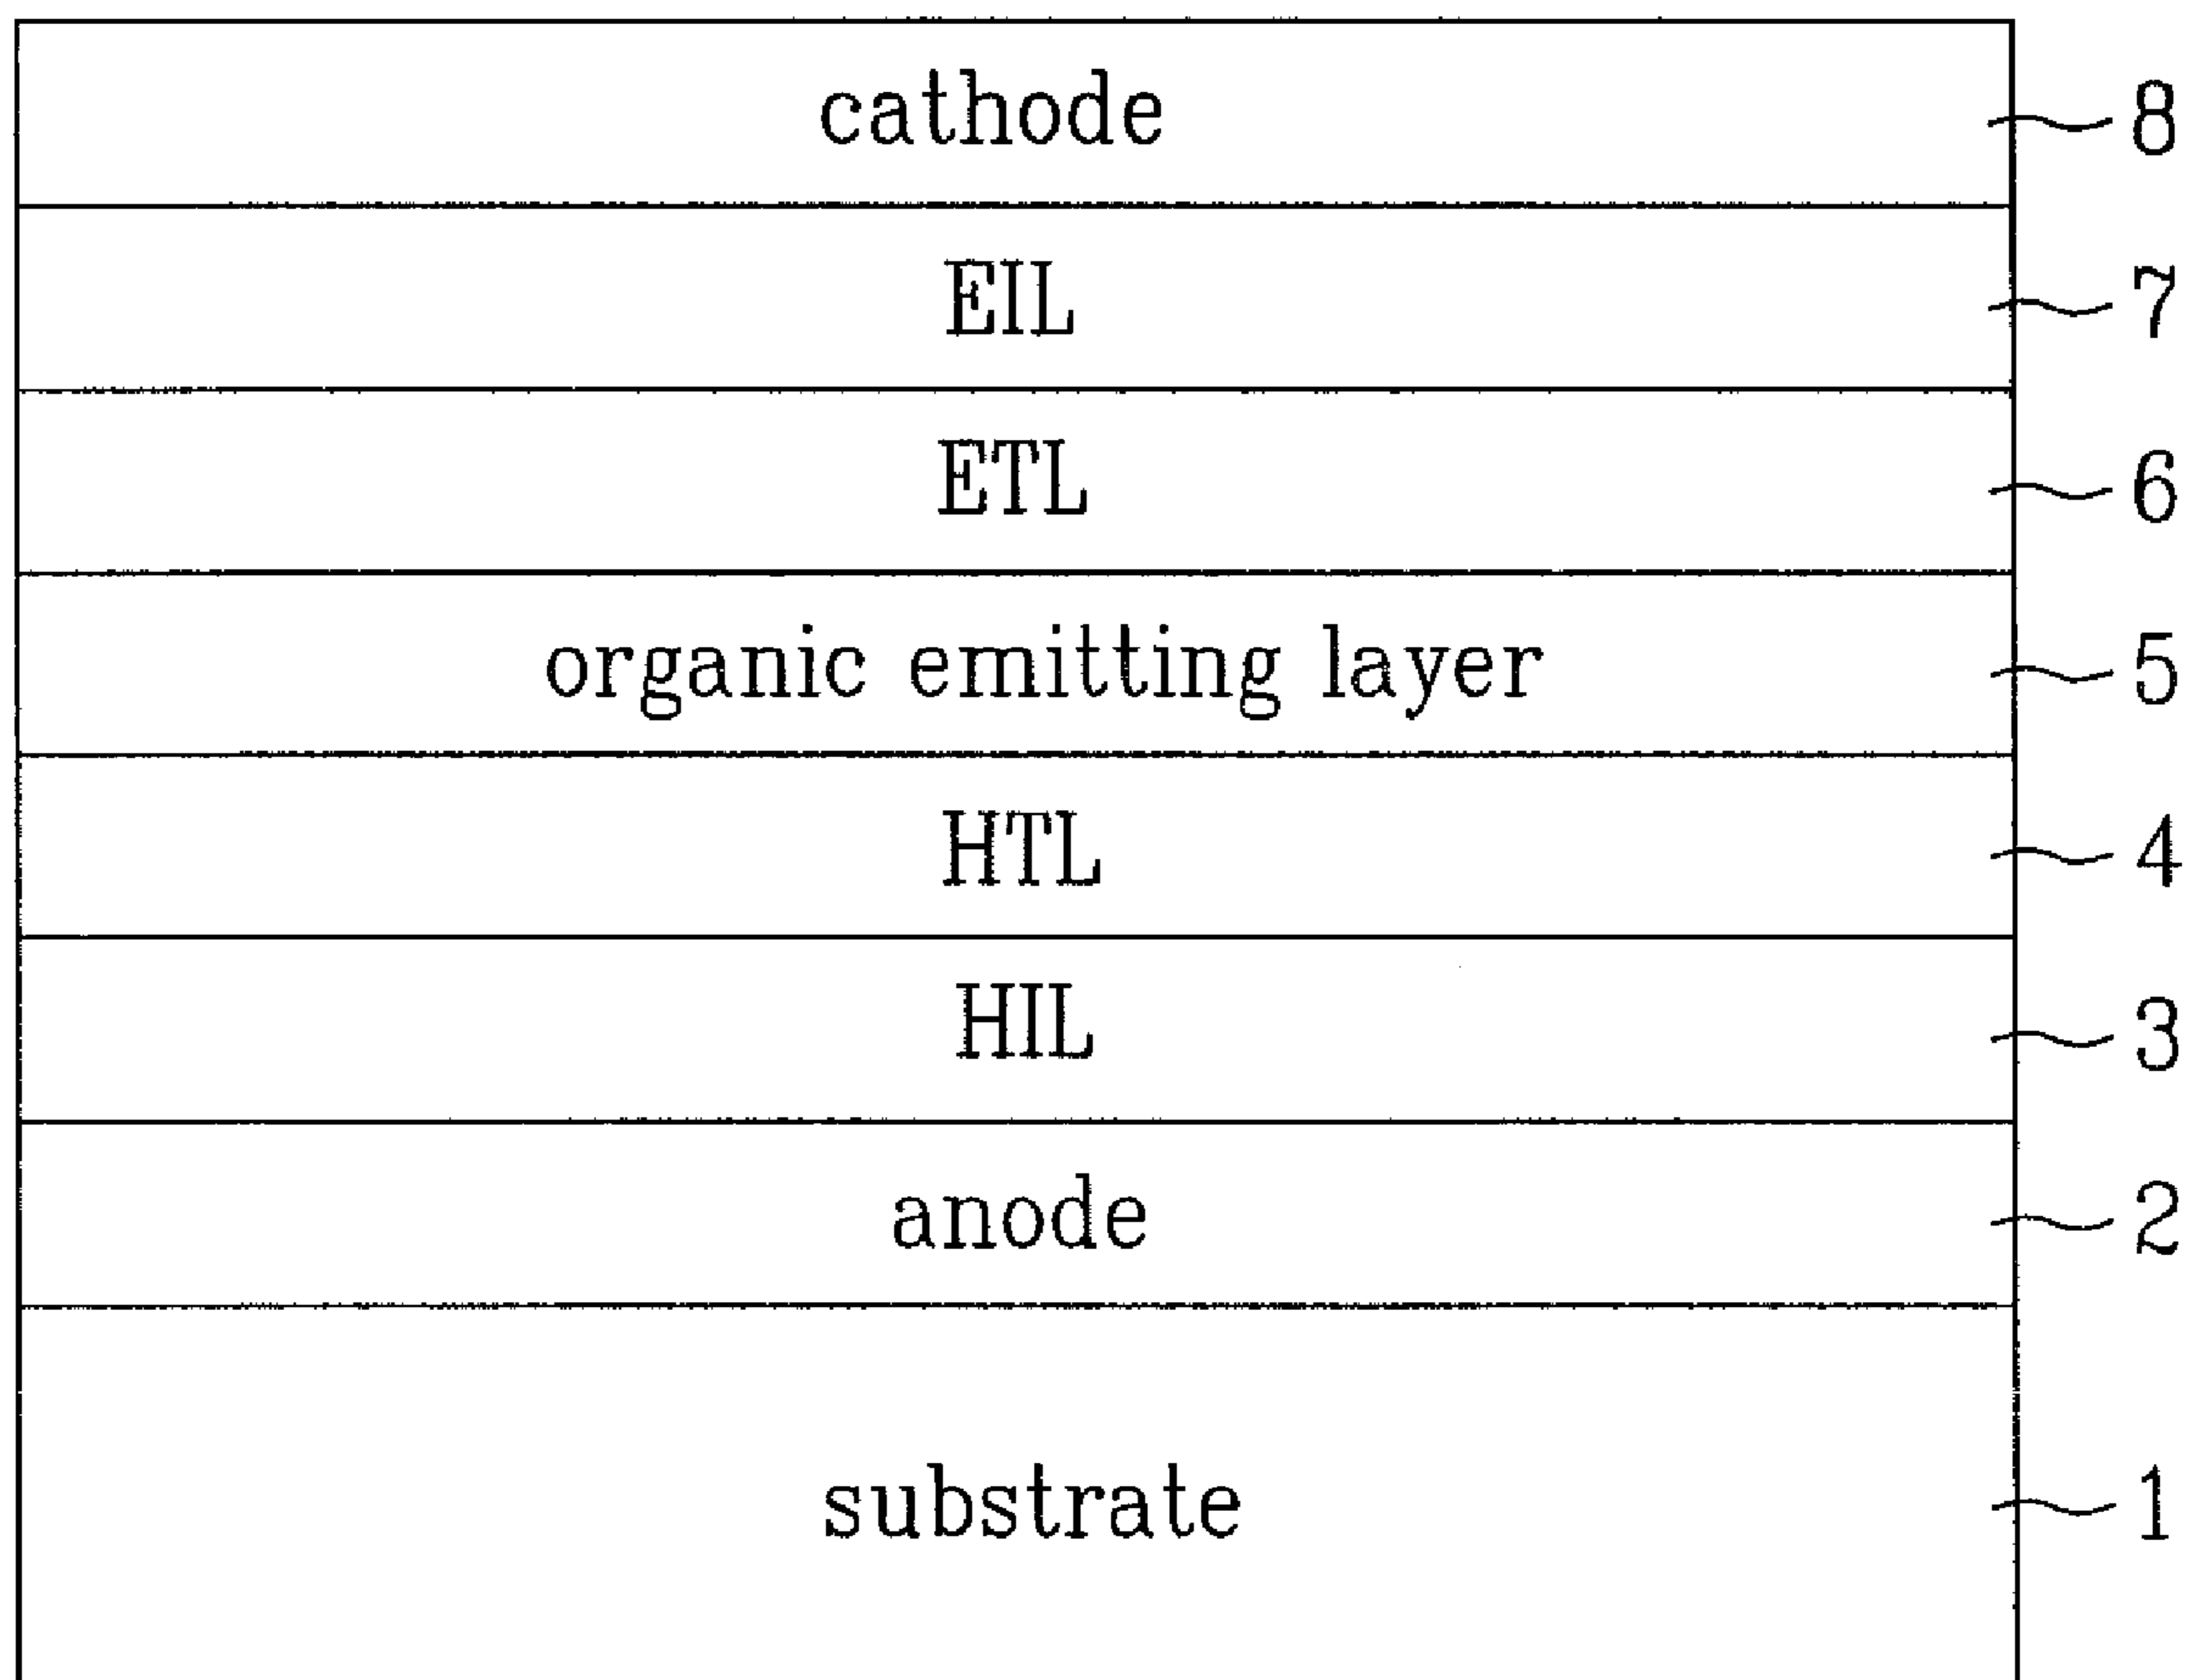 cathode 8
EIL 7
ETL 6
organic emitting layer 5
HTL 4
HIL 3
anode 2
substrate 1